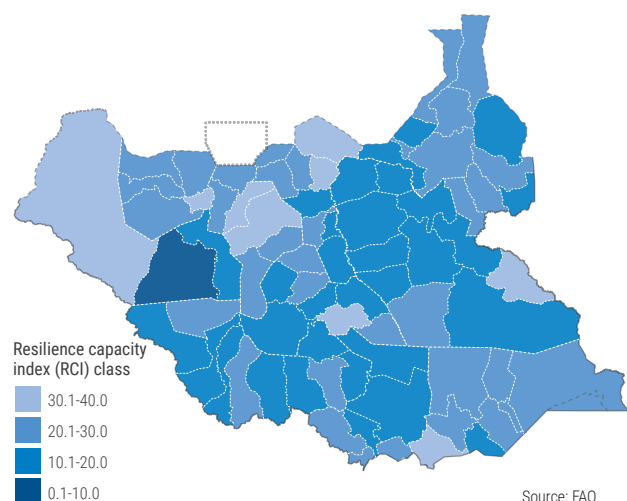 Resilience capacity
index (RCI) class
30.1-40.0
20.1-30.0
10.1-20.0
0.1-10.0
Source: FAO